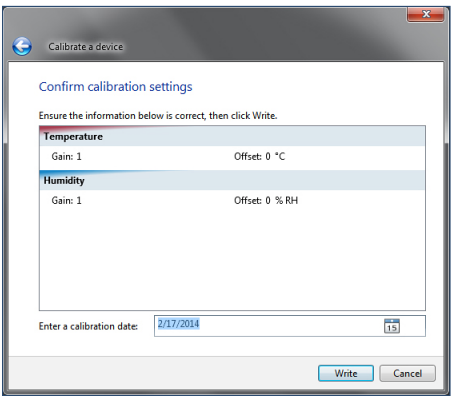 Calibrate a device
Confirm calibration settings
Ensure the information below is correct, then click Write.
Temperature
Gain: 1 Offset: 0 °C
Humidity
Gain: 1 Offset: 0 % RH
Enter a calibration date: 2/17/2014 15
Write Cancel